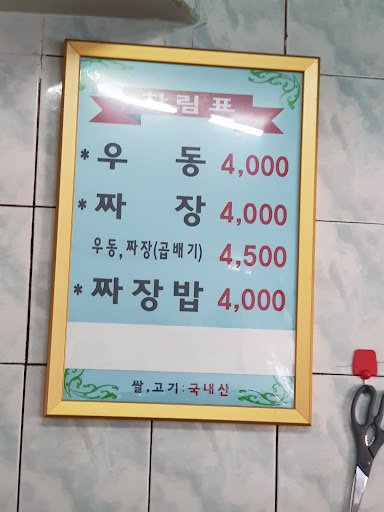 차림표
*우 동 4,000
*짜 장 4,000
우동,짜장(곱배기) 4,500
*짜장밥 4,000
쌀,고기:국내산